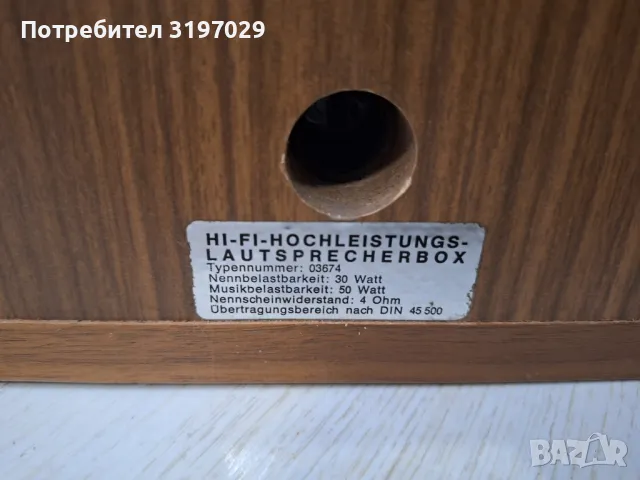 Потребител 3197029
HI-FI-HOCHLEISTUNGS-
LAUTSPRECHERBOX
Typennummer: 03674
Nennbelastbarkeit: 30 Watt
Musikbelastbarkeit: 50 Watt
Nennscheinwiderstand: 4 Ohm
Übertragungsbereich nach DIN 45 500
BAZAR